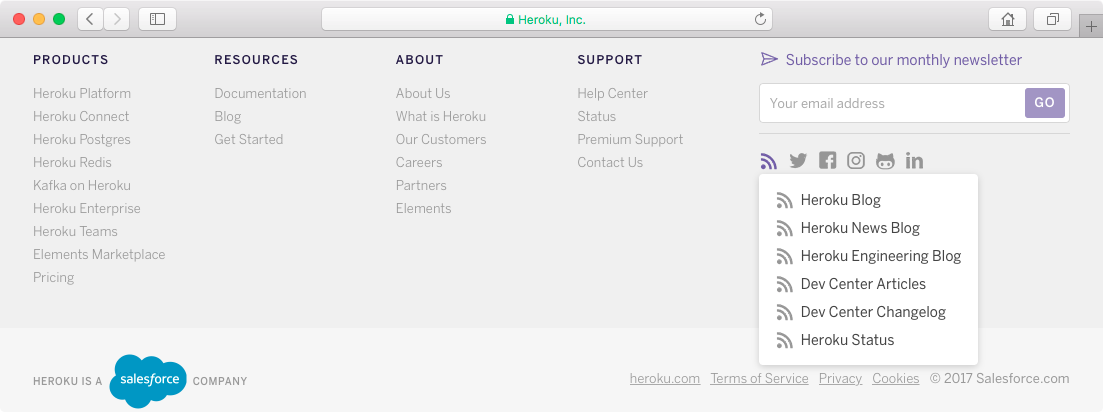 Heroku, Inc.
PRODUCTS
Heroku Platform
Heroku Connect
Heroku Postgres
Heroku Redis
Kafka on Heroku
Heroku Enterprise
Heroku Teams
Elements Marketplace
Pricing
RESOURCES
Documentation
Blog
Get Started
ABOUT
About Us
What is Heroku
Our Customers
Careers
Partners
Elements
SUPPORT
Help Center
Status
Premium Support
Contact Us
Subscribe to our monthly newsletter
Your email address GO
Heroku Blog
Heroku News Blog
Heroku Engineering Blog
Dev Center Articles
Dev Center Changelog
Heroku Status
HEROKU IS A salesforce COMPANY
heroku.com Terms of Service Privacy Cookies © 2017 Salesforce.com